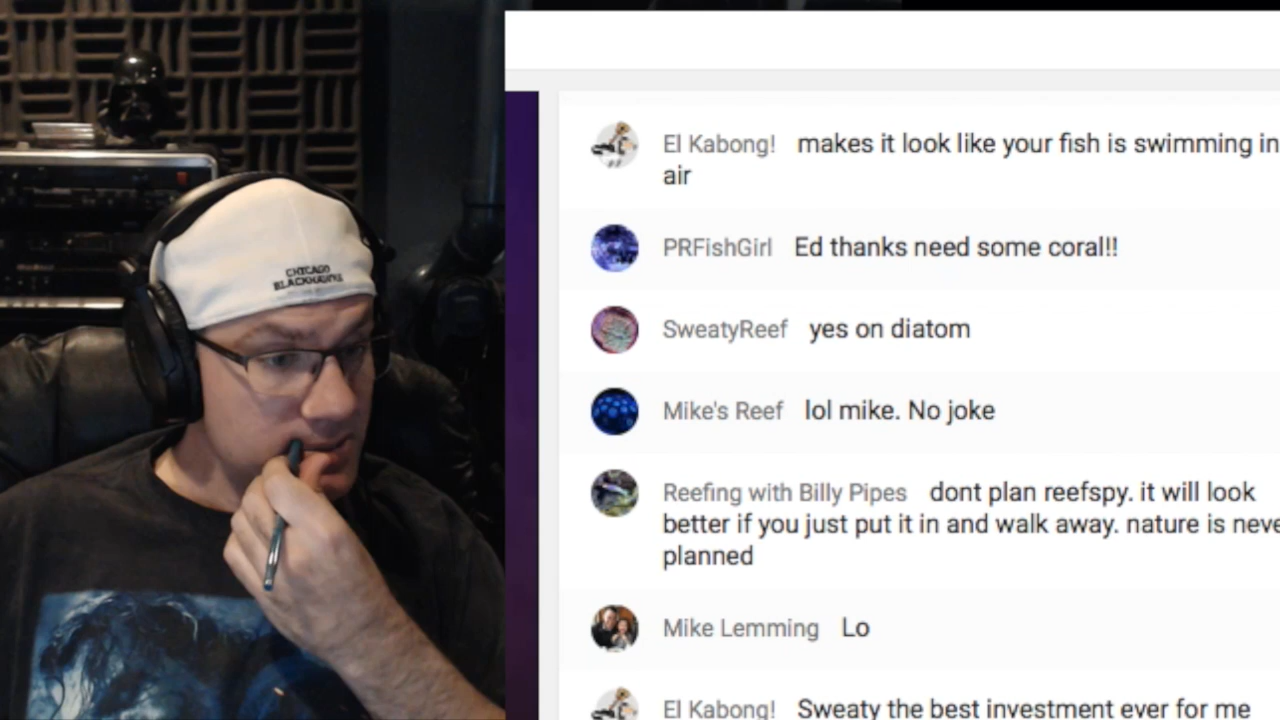 CHICAGO
BLACKHAWKS
El Kabong! makes it look like your fish is swimming in
air
PRFishGirl Ed thanks need some coral!!
SweatyReef yes on diatom
Mike's Reef lol mike. No joke
Reefing with Billy Pipes dont plan reefspy. it will look
better if you just put it in and walk away. nature is neve
planned
Mike Lemming Lo
El Kabong! Sweaty the best investment ever for me